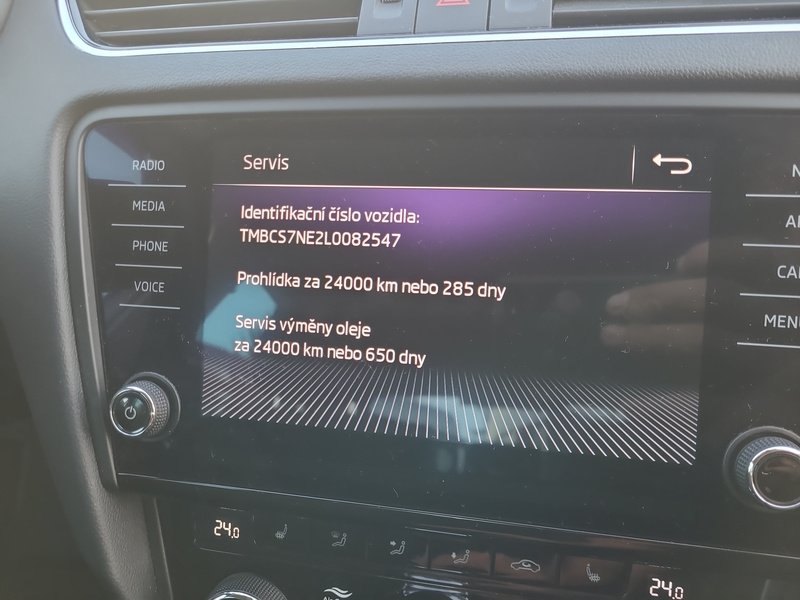 RADIO
MEDIA
PHONE
VOICE
Servis
Identifikační číslo vozidla:
TMBCS7NE2L0082547
Prohlídka za 24000 km nebo 285 dny
Servis výměny oleje
za 24000 km nebo 650 dny
MENU
24.0
24.0